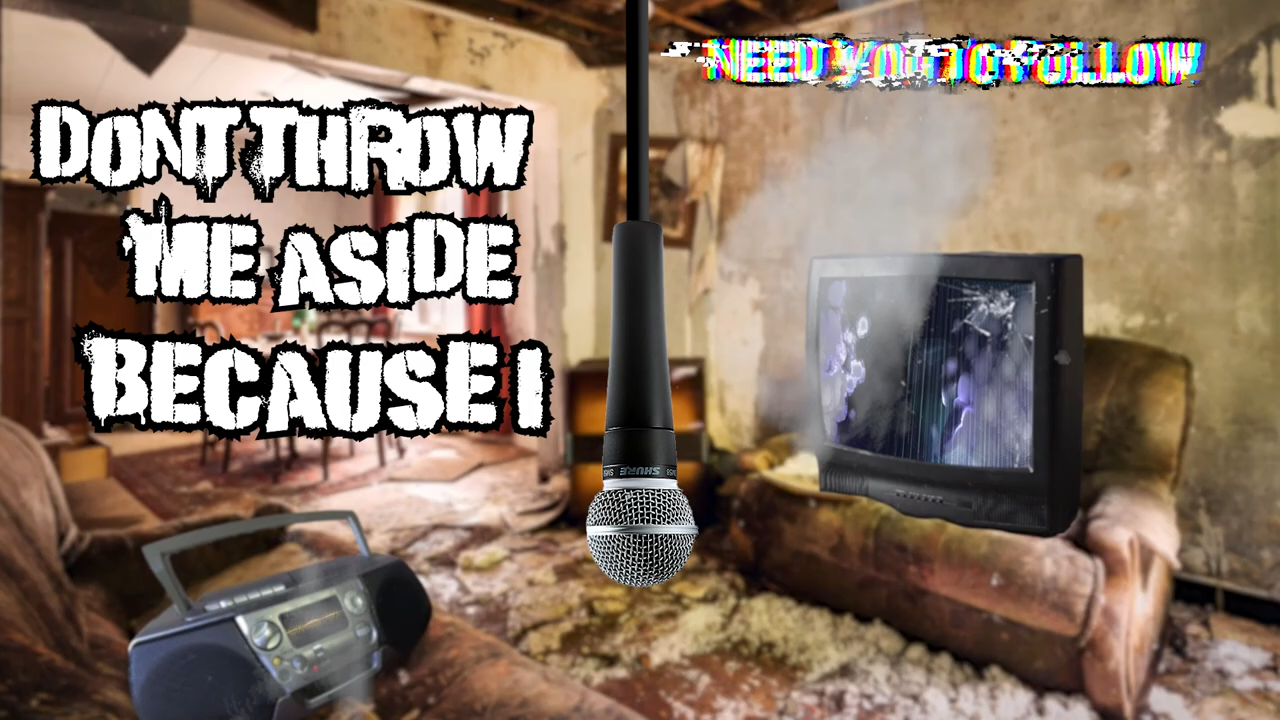 DONT THROW
ME ASIDE
BECAUSE I
NEED YOU TO FOLLOW
SHURE